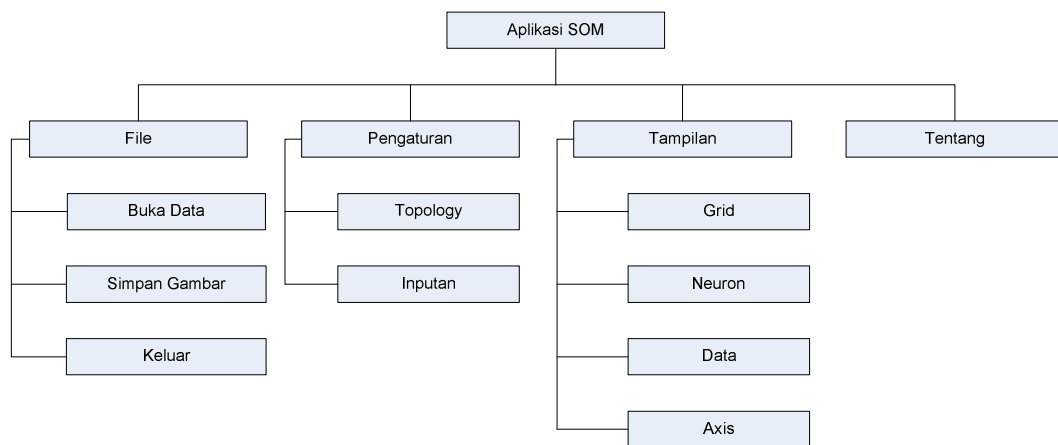 Aplikasi SOM
File
Pengaturan
Tampilan
Tentang
Buka Data
Topology
Grid
Simpan Gambar
Inputan
Neuron
Keluar
Data
Axis